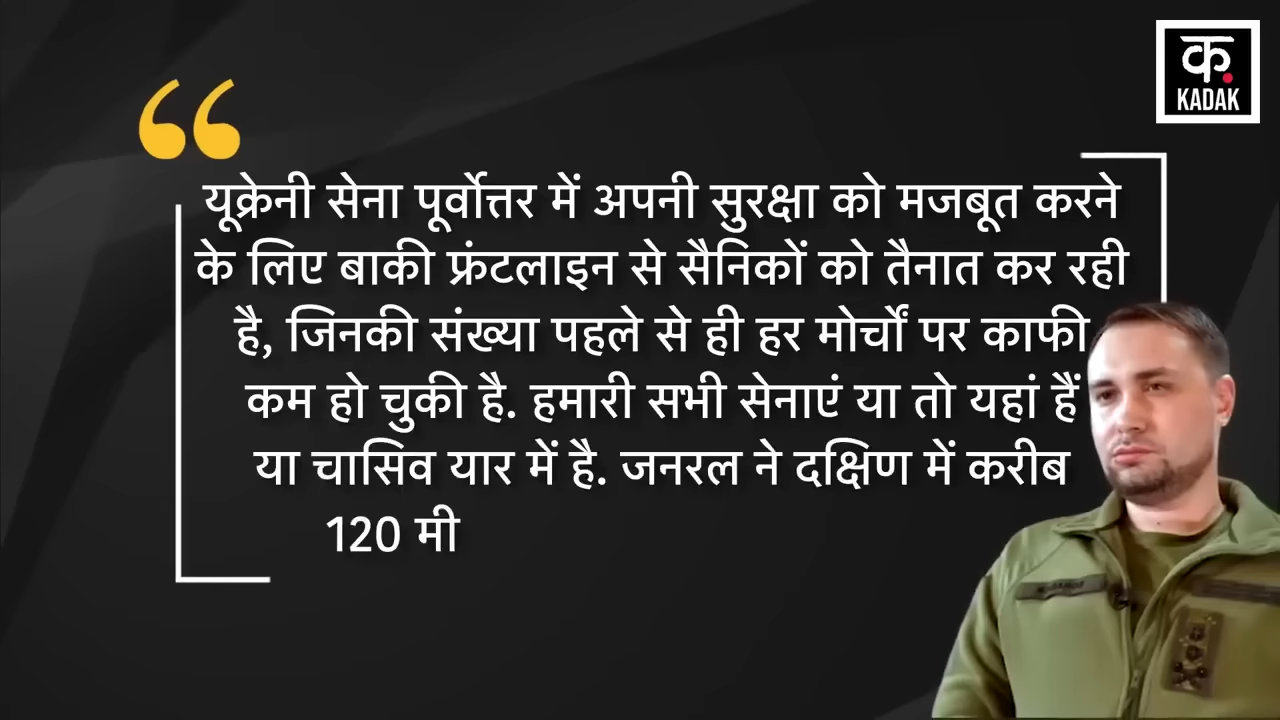 क.
KADAK
यूक्रेनी सेना पूर्वोत्तर में अपनी सुरक्षा को मजबूत करने
के लिए बाकी फ्रंटलाइन से सैनिकों को तैनात कर रही
है, जिनकी संख्या पहले से ही हर मोर्चों पर काफी
कम हो चुकी है. हमारी सभी सेनाएं या तो यहां हैं
या चासिव यार में है. जनरल ने दक्षिण में करीब
120 मी